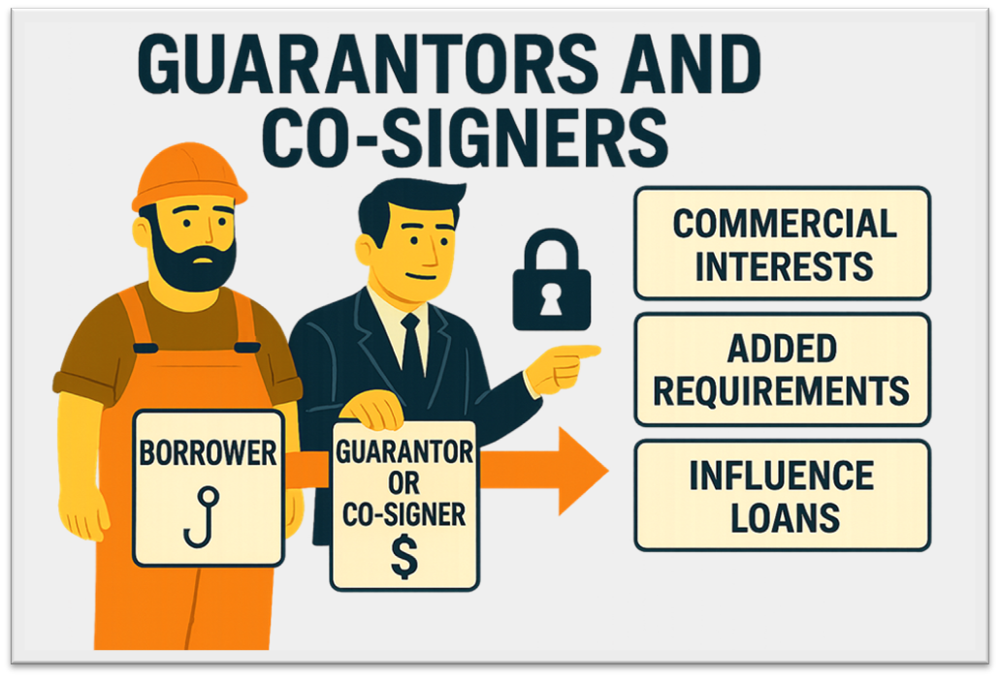 GUARANTORS AND
CO-SIGNERS
BORROWER
GUARANTOR
OR
CO-SIGNER
$
COMMERCIAL
INTERESTS
ADDED
REQUIREMENTS
INFLUENCE
LOANS